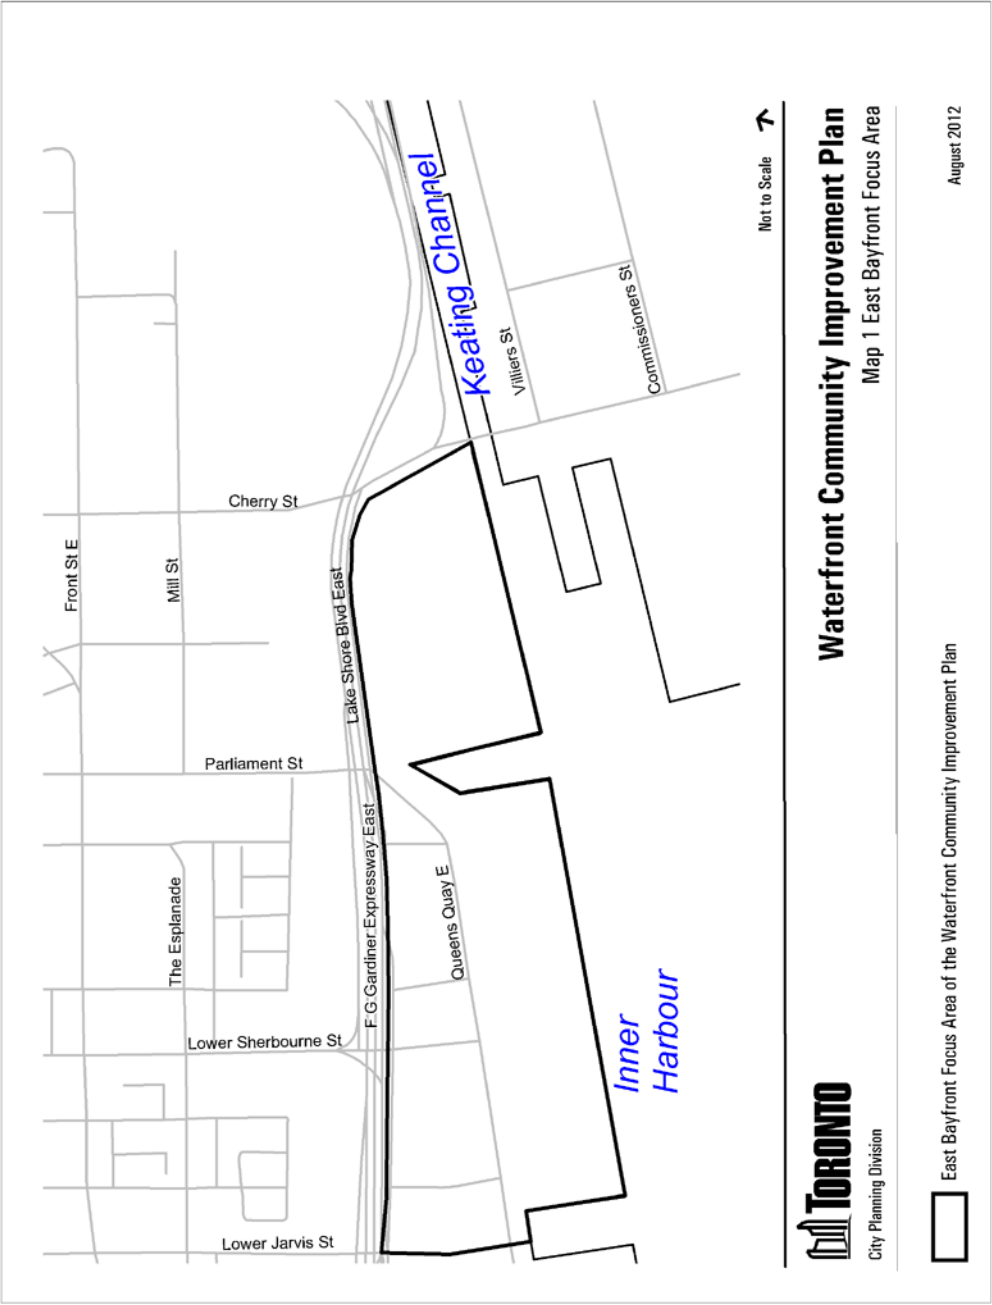 Front St E
Mill St
Cherry St
Parliament St
The Esplanade
Lower Sherbourne St
Lower Jarvis St
Lake Shore Blvd East
F G Gardiner Expressway East
Queens Quay E
Keating Channel
Villiers St
Commissioners St
Inner
Harbour
Not to Scale
TORONTO
City Planning Division
Waterfront Community Improvement Plan
Map 1 East Bayfront Focus Area
East Bayfront Focus Area of the Waterfront Community Improvement Plan
August 2012